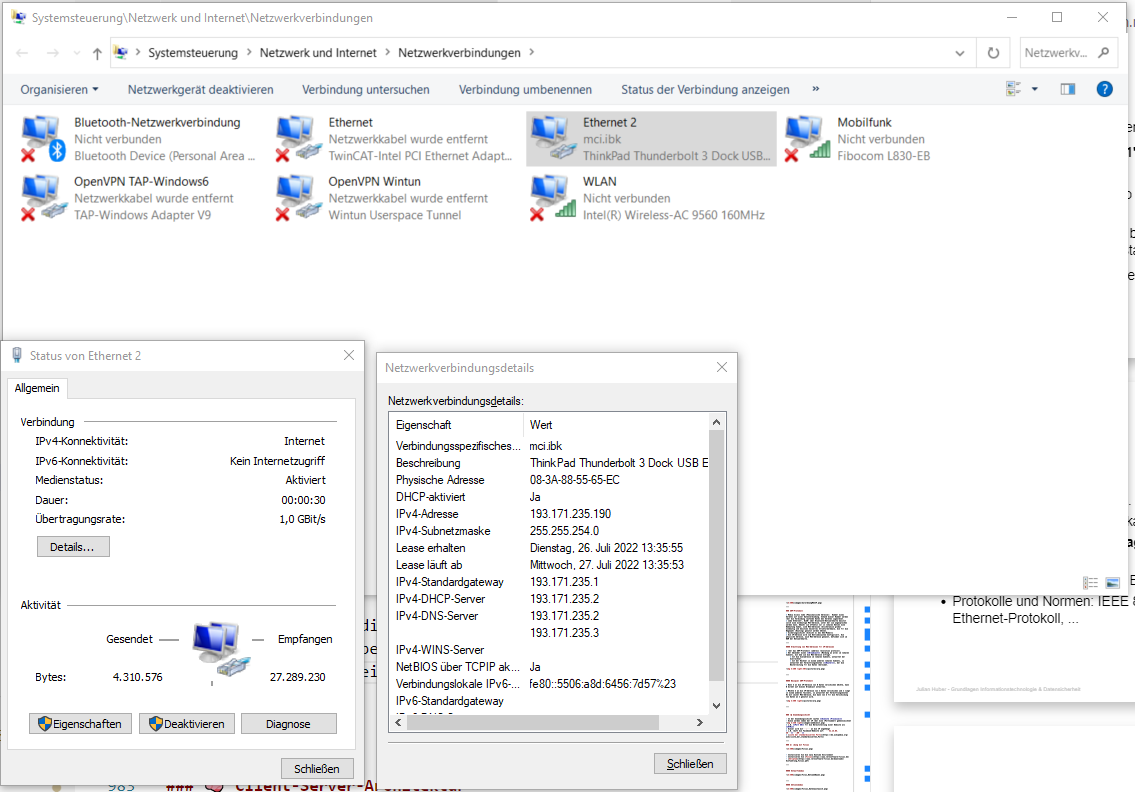 Systemsteuerung\Netzwerk und Internet\Netzwerkverbindungen
Systemsteuerung Netzwerk und Internet Netzwerkverbindungen
Netzwerkv...
Organisieren Netzwerkgerät deaktivieren Verbindung untersuchen Verbindung umbenennen Status der Verbindung anzeigen »
Bluetooth-Netzwerkverbindung
Nicht verbunden
Bluetooth Device (Personal Area ...
Ethernet
Netzwerkkabel wurde entfernt
TwinCAT-Intel PCI Ethernet Adapt...
Ethernet 2
mci.ibk
ThinkPad Thunderbolt 3 Dock USB...
Mobilfunk
Nicht verbunden
Fibocom L830-EB
OpenVPN TAP-Windows6
Netzwerkkabel wurde entfernt
TAP-Windows Adapter V9
OpenVPN Wintun
Netzwerkkabel wurde entfernt
Wintun Userspace Tunnel
WLAN
Nicht verbunden
Intel(R) Wireless-AC 9560 160MHz
Status von Ethernet 2
Allgemein
Verbindung
IPv4-Konnektivität: Internet
IPv6-Konnektivität: Kein Internetzugriff
Medienstatus: Aktiviert
Dauer: 00:00:30
Übertragungsrate: 1,0 GBit/s
Details...
Aktivität
Gesendet Empfangen
Bytes: 4.310.576 27.289.230
Eigenschaften Deaktivieren Diagnose
Schließen
Netzwerkverbindungsdetails
Netzwerkverbindungsdetails:
Eigenschaft Wert
Verbindungsspezifisches... mci.ibk
Beschreibung ThinkPad Thunderbolt 3 Dock USB E
Physische Adresse 08-3A-88-55-65-EC
DHCP-aktiviert Ja
IPv4-Adresse 193.171.235.190
IPv4-Subnetzmaske 255.255.254.0
Lease erhalten Dienstag, 26. Juli 2022 13:35:55
Lease läuft ab Mittwoch, 27. Juli 2022 13:35:53
IPv4-Standardgateway 193.171.235.1
IPv4-DHCP-Server 193.171.235.2
IPv4-DNS-Server 193.171.235.2
193.171.235.3
IPv4-WINS-Server
NetBIOS über TCPIP ak... Ja
Verbindungslokale IPv6-... fe80::5506:a8d:6456:7d57%23
IPv6-Standardgateway
Schließen
• Protokolle und Normen: IEEE 8
Ethernet-Protokoll, ...
Julian Huber - Grundlagen Informationstechnologie & Datensicherheit
983 ### Client-Server-Architektur